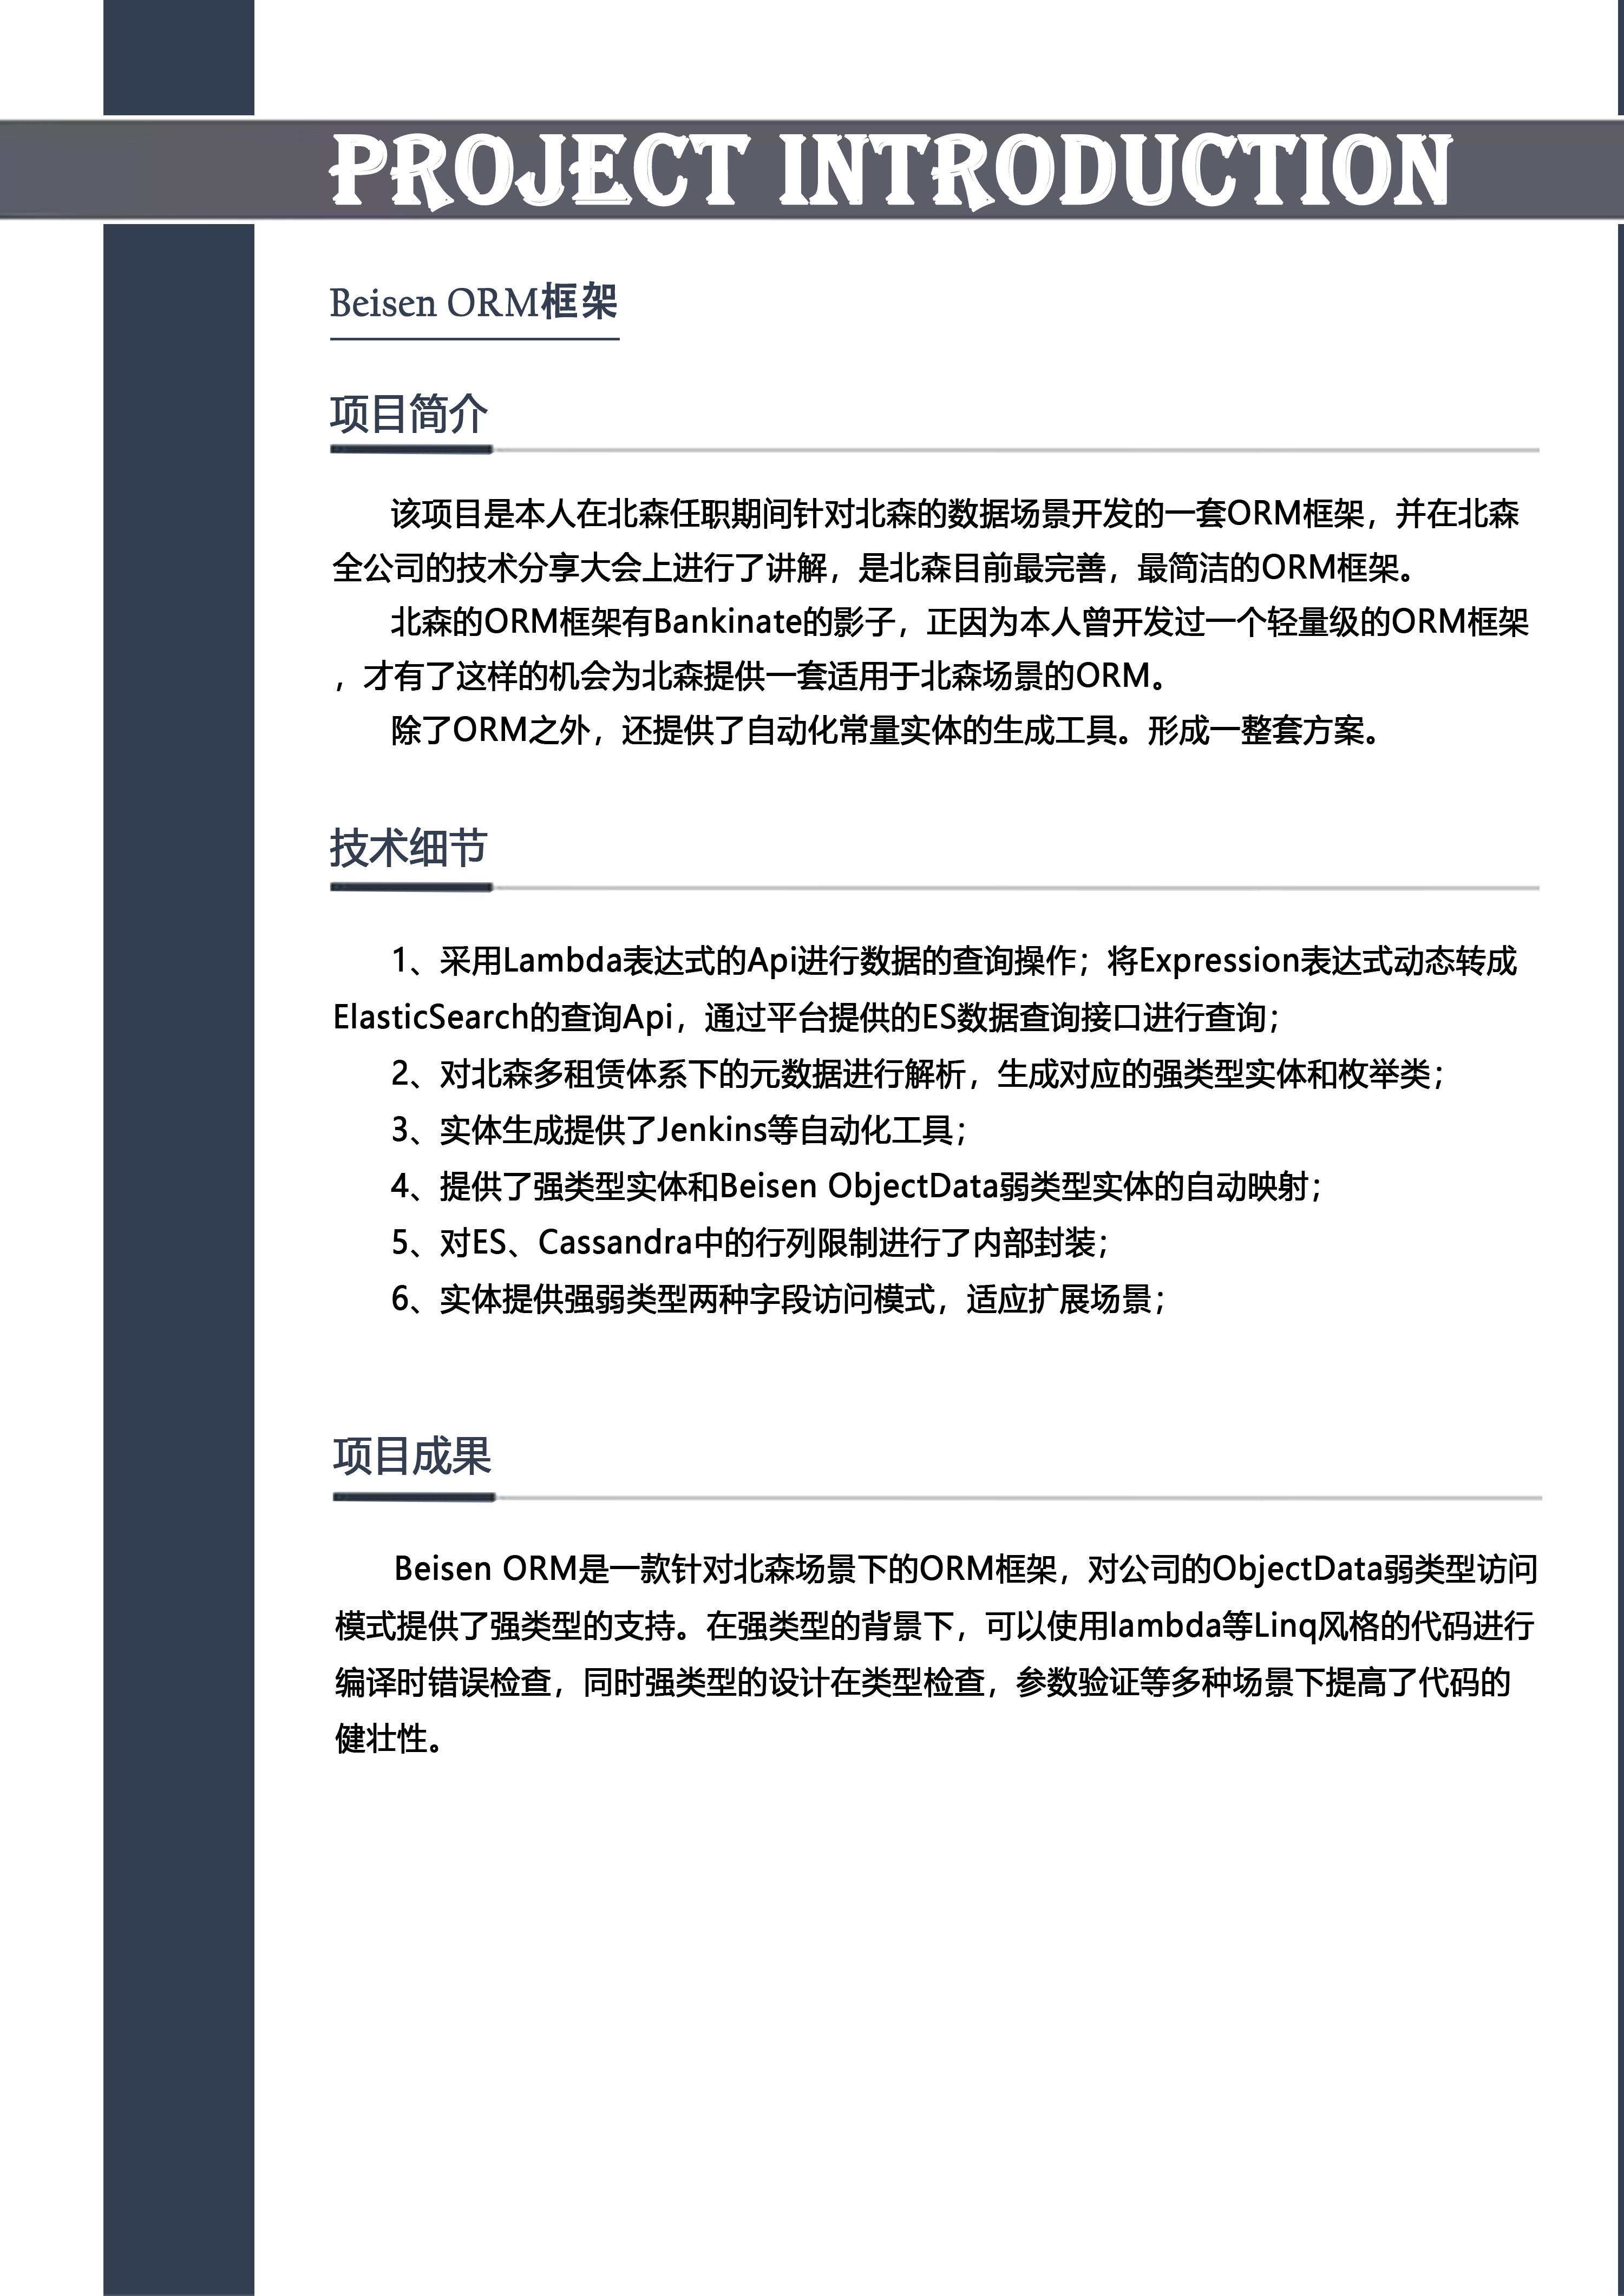 PROJECT INTRODUCTION
Beisen ORM框架
项目简介
该项目是本人在北森任职期间针对北森的数据场景开发的一套ORM框架，并在北森
全公司的技术分享大会上进行了讲解，是北森目前最完善，最简洁的ORM框架。
北森的ORM框架有Bankinate的影子，正因为本人曾开发过一个轻量级的ORM框架
，才有了这样的机会为北森提供一套适用于北森场景的ORM。
除了ORM之外，还提供了自动化常量实体的生成工具。形成一整套方案。
技术细节
1、采用Lambda表达式的Api进行数据的查询操作；将Expression表达式动态转成
ElasticSearch的查询Api，通过平台提供的ES数据查询接口进行查询；
2、对北森多租赁体系下的元数据进行解析，生成对应的强类型实体和枚举类；
3、实体生成提供了Jenkins等自动化工具；
4、提供了强类型实体和Beisen ObjectData弱类型实体的自动映射；
5、对ES、Cassandra中的行列限制进行了内部封装；
6、实体提供强弱类型两种字段访问模式，适应扩展场景；
项目成果
Beisen ORM是一款针对北森场景下的ORM框架，对公司的ObjectData弱类型访问
模式提供了强类型的支持。在强类型的背景下，可以使用lambda等Linq风格的代码进行
编译时错误检查，同时强类型的设计在类型检查，参数验证等多种场景下提高了代码的
健壮性。